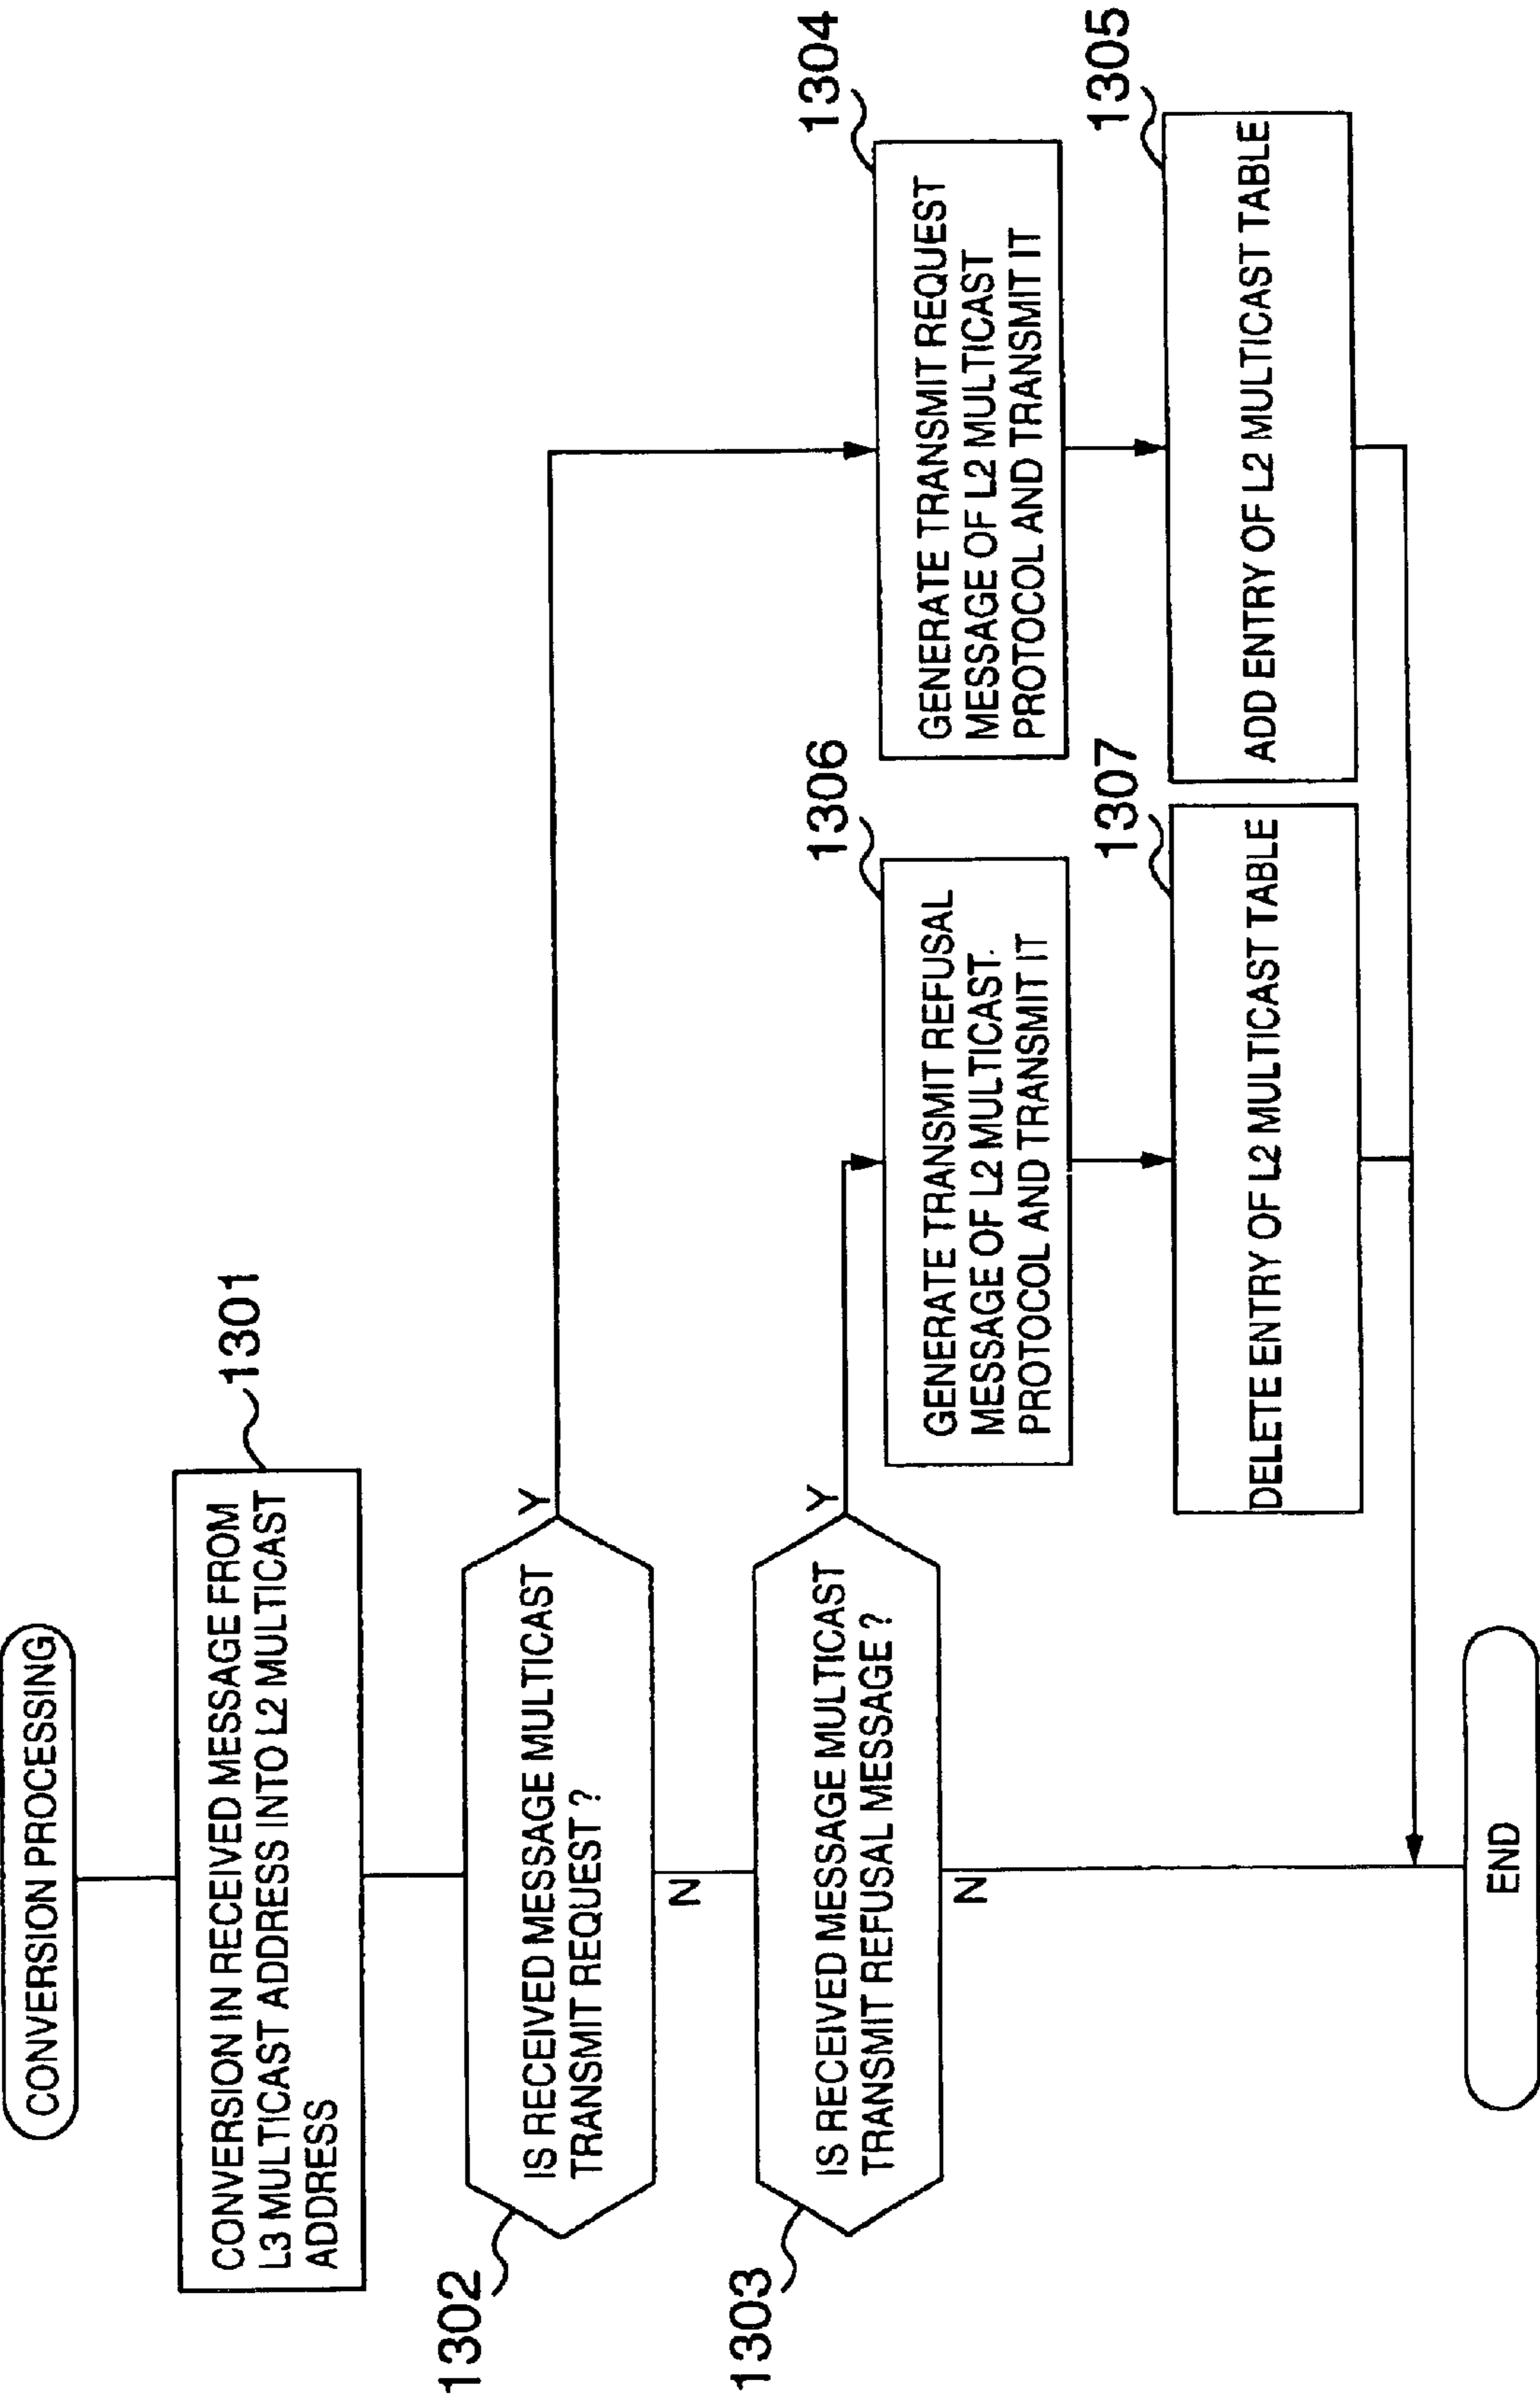 CONVERSION PROCESSING
1301
CONVERSION IN RECEIVED MESSAGE FROM
L3 MULTICAST ADDRESS INTO L2 MULTICAST
ADDRESS
1302
IS RECEIVED MESSAGE MULTICAST
TRANSMIT REQUEST ?
Y
N
1303
IS RECEIVED MESSAGE MULTICAST
TRANSMIT REFUSAL MESSAGE ?
Y
N
1306
GENERATE TRANSMIT REFUSAL
MESSAGE OF L2 MULTICAST
PROTOCOL AND TRANSMIT IT
1304
GENERATE TRANSMIT REQUEST
MESSAGE OF L2 MULTICAST
PROTOCOL AND TRANSMIT IT
1307
DELETE ENTRY OF L2 MULTICAST TABLE
1305
ADD ENTRY OF L2 MULTICAST TABLE
END